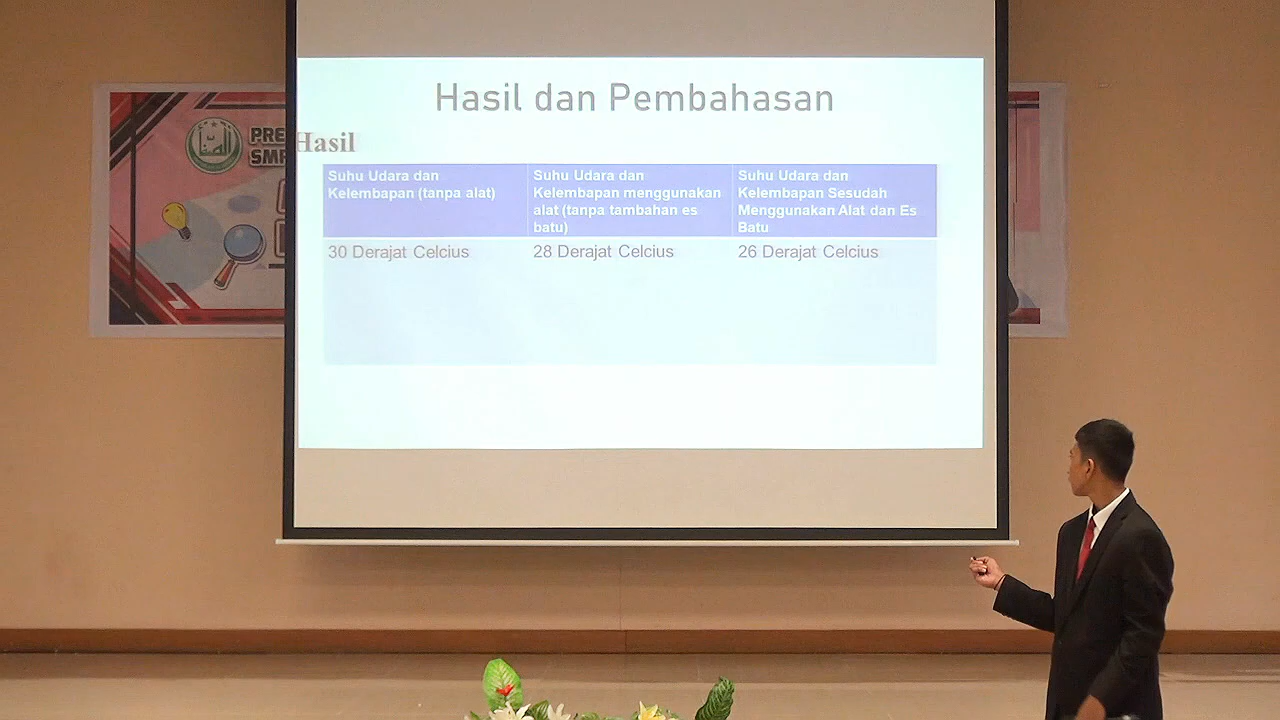 Hasil dan Pembahasan
PRE
SMP
Hasil
Suhu Udara dan
Kelembapan (tanpa alat)
Suhu Udara dan
Kelembapan menggunakan
alat (tanpa tambahan es
batu)
Suhu Udara dan
Kelembapan Sesudah
Menggunakan Alat dan Es
Batu
30 Derajat Celcius
28 Derajat Celcius
26 Derajat Celcius